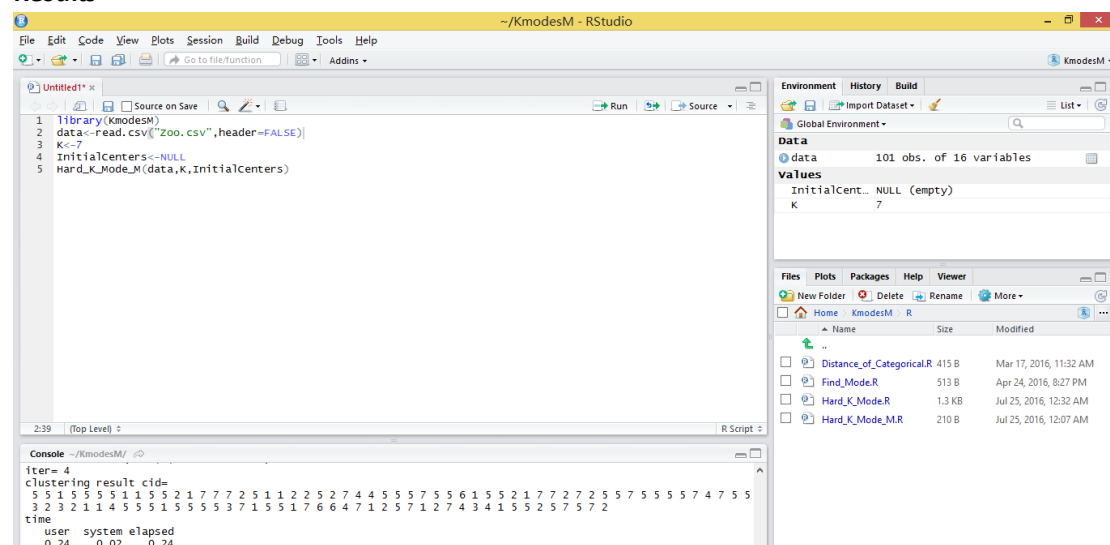 ~/KmodesM - RStudio
File Edit Code View Plots Session Build Debug Tools Help
Go to file/function Addins KmodesM
Untitled1*
Source on Save Run Source
1 library(KmodesM)
2 data<-read.csv("Zoo.csv",header=FALSE)
3 K<-7
4 InitialCenters<-NULL
5 Hard_K_Mode_M(data,K,InitialCenters)
2:39 (Top Level) R Script
Console ~/KmodesM/
iter= 4
clustering result cid=
5 5 1 5 5 5 5 1 1 5 5 2 1 7 7 7 2 5 1 1 2 2 5 2 7 4 4 5 5 5 7 5 5 6 1 5 5 2 1 7 7 2 7 2 5 5 7 5 5 5 5 7 4 7 5 5
3 2 3 2 1 1 4 5 5 5 1 5 5 5 5 3 7 1 5 5 1 7 6 6 4 7 1 2 5 7 1 2 7 4 3 4 1 5 5 2 5 7 5 7 2
time
user system elapsed
0.24 0.02 0.24
Environment History Build
Import Dataset List
Global Environment
Data
data 101 obs. of 16 variables
Values
InitialCent… NULL (empty)
K 7
Files Plots Packages Help Viewer
New Folder Delete Rename More
Home KmodesM R
Name Size Modified
..
Distance_of_Categorical.R 415 B Mar 17, 2016, 11:32 AM
Find_Mode.R 513 B Apr 24, 2016, 8:27 PM
Hard_K_Mode.R 1.3 KB Jul 25, 2016, 12:32 AM
Hard_K_Mode_M.R 210 B Jul 25, 2016, 12:07 AM